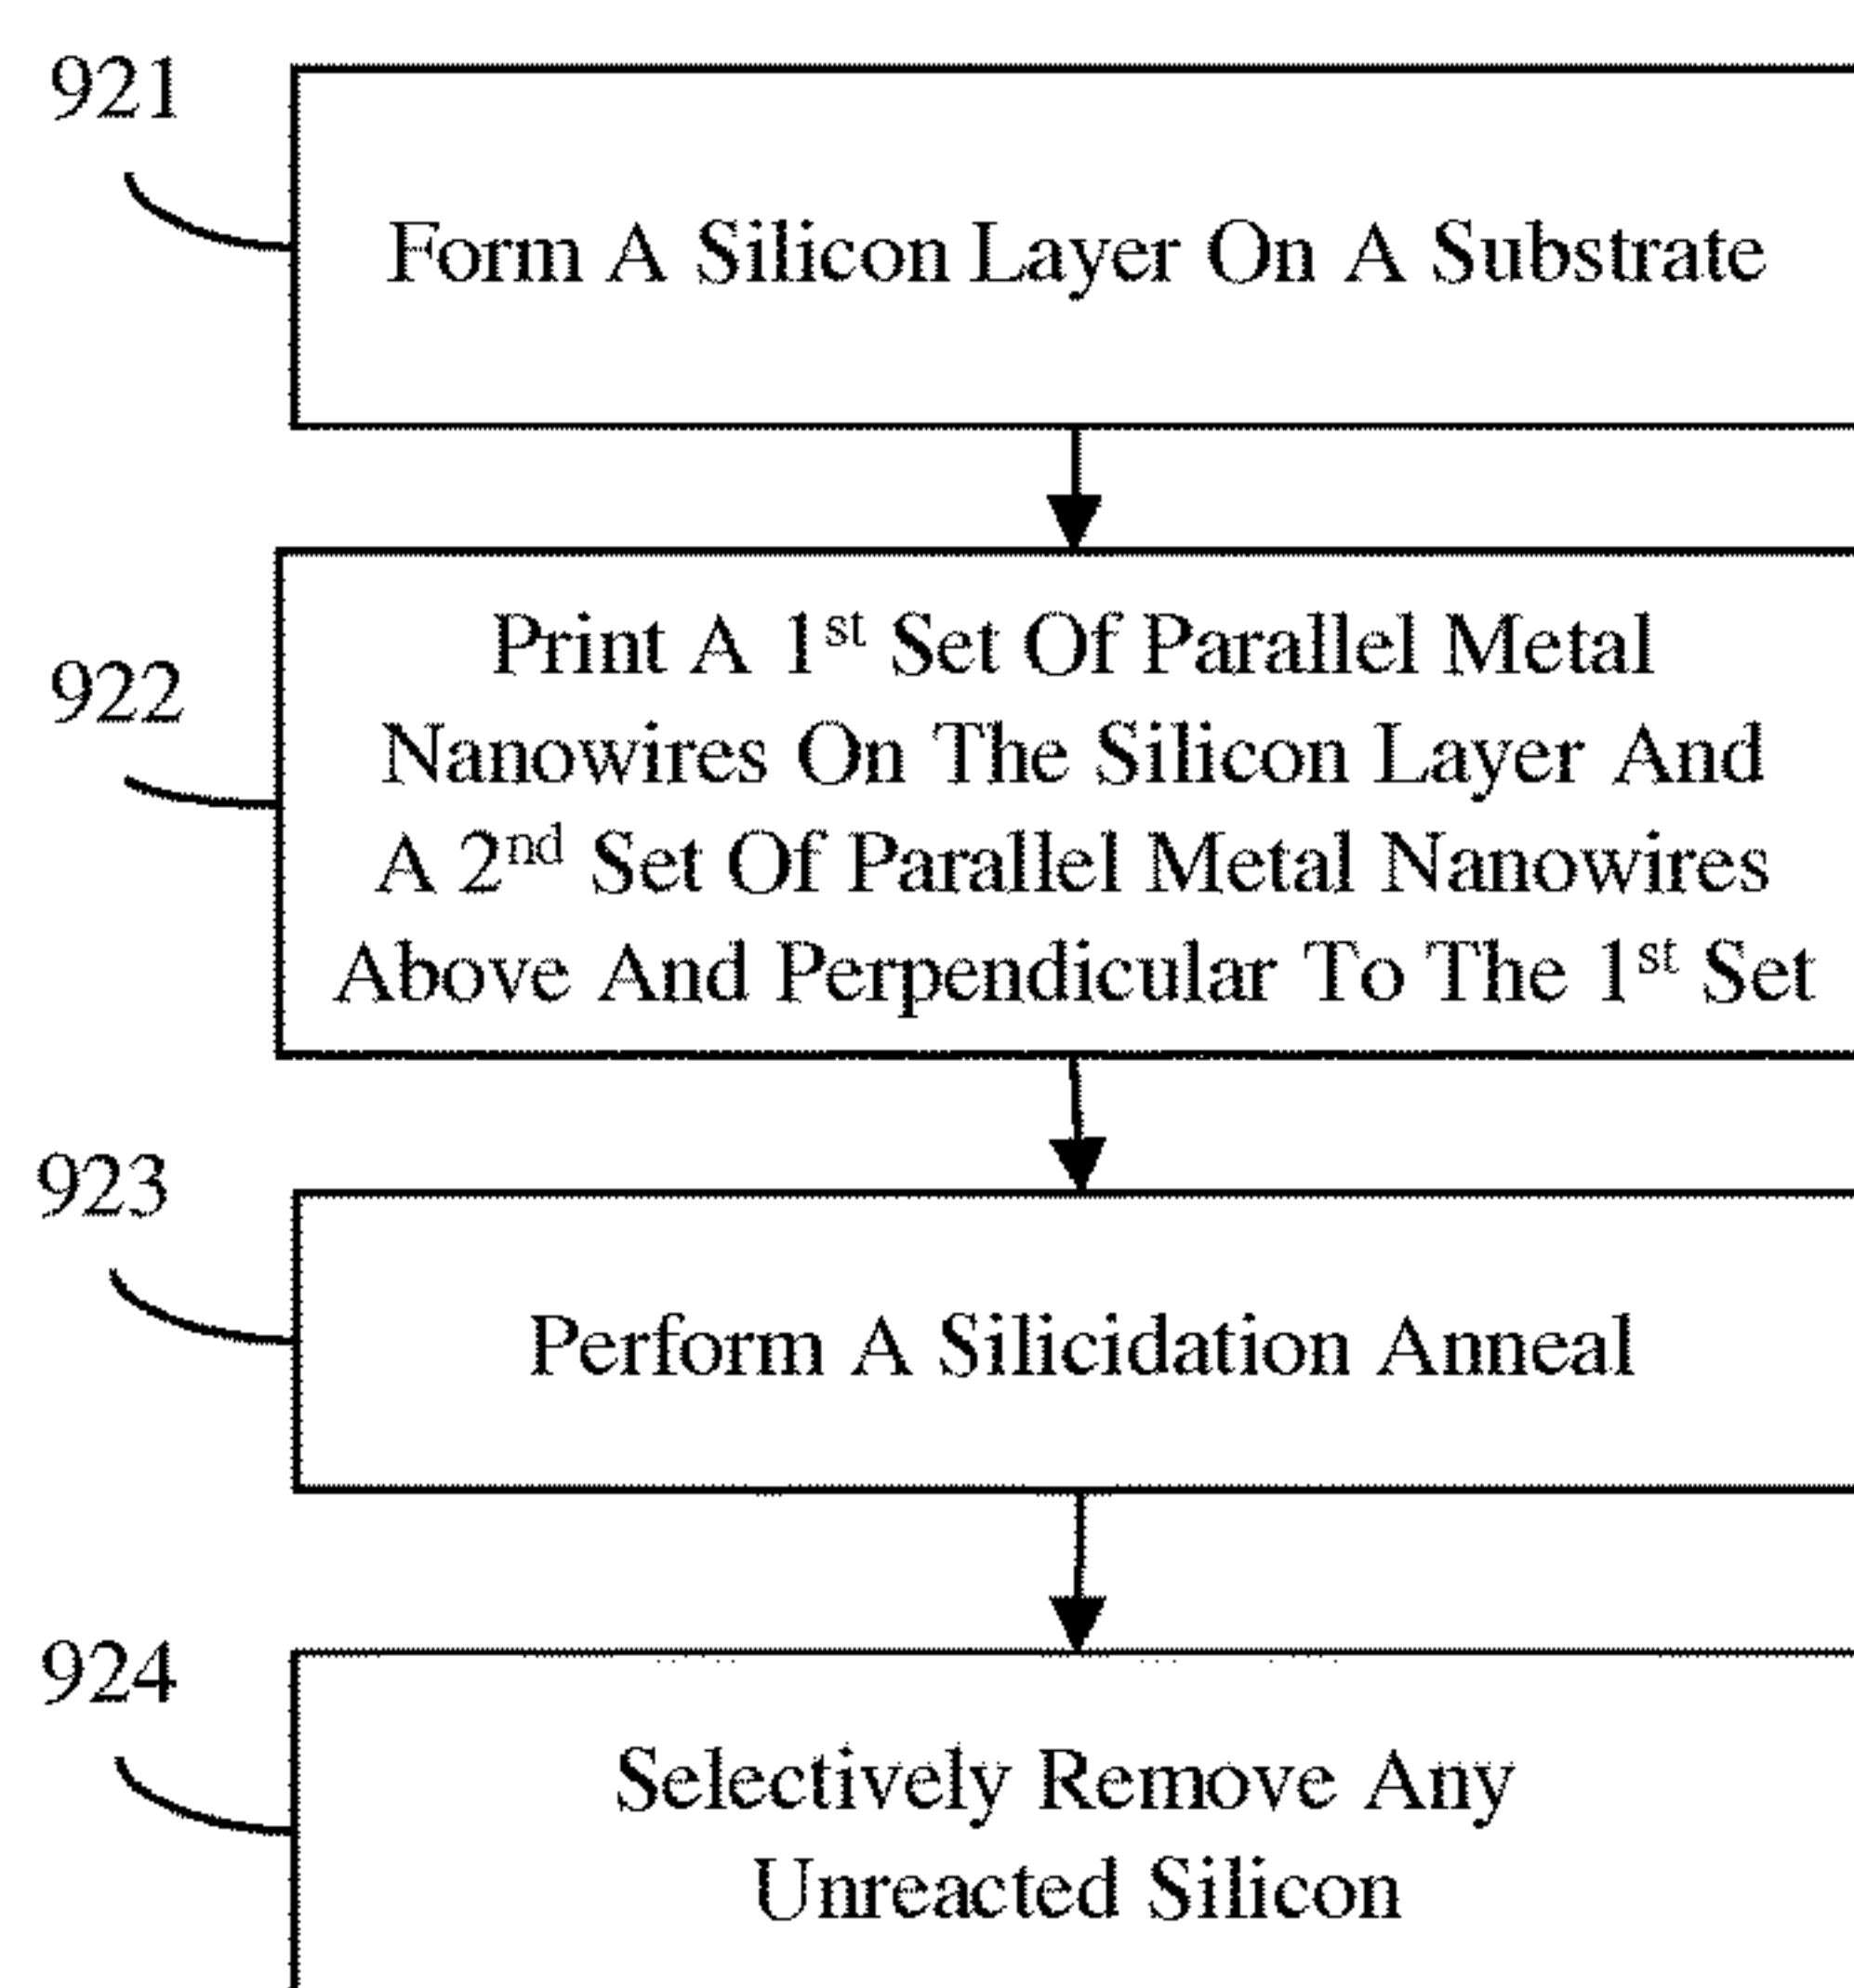 921
Form A Silicon Layer On A Substrate
922
Print A 1st Set Of Parallel Metal
Nanowires On The Silicon Layer And
A 2nd Set Of Parallel Metal Nanowires
Above And Perpendicular To The 1st Set
923
Perform A Silicidation Anneal
924
Selectively Remove Any
Unreacted Silicon